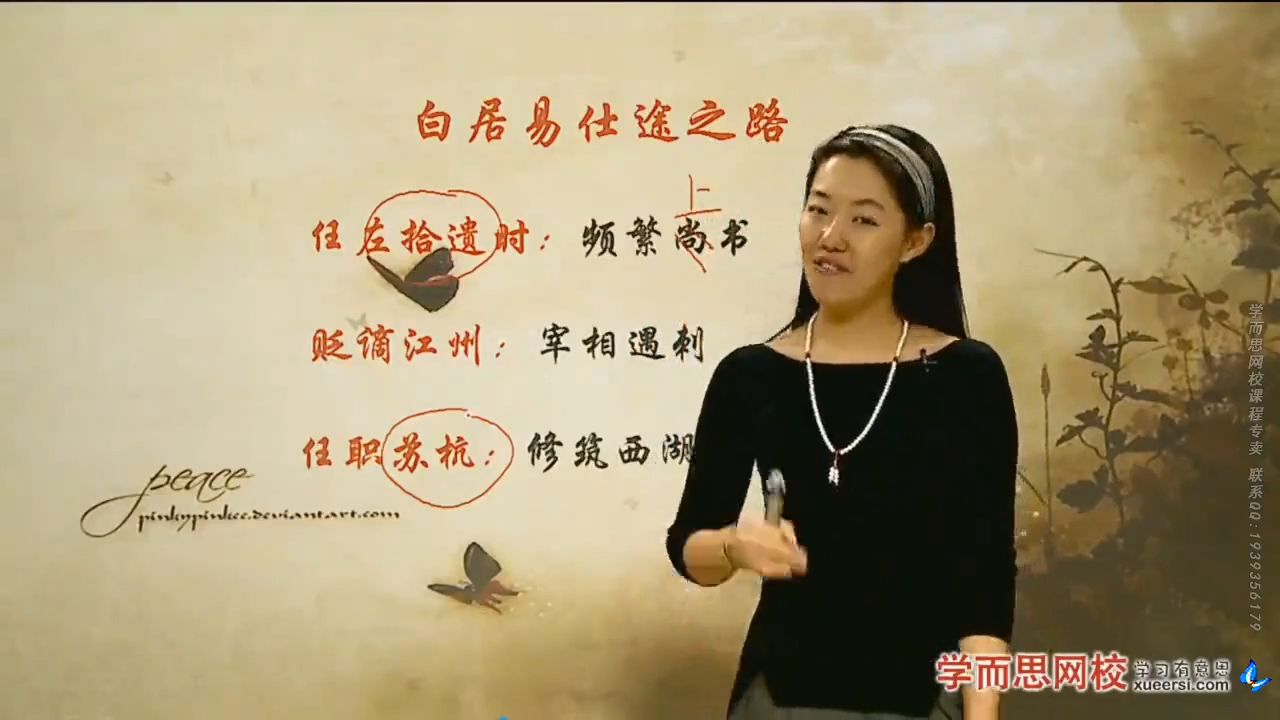 白居易仕途之路
上
任左拾遗时：频繁尚书
贬谪江州：宰相遇刺
任职苏杭：修筑西湖
peace
pinkypinkee.deviantart.com
学而思网校课程专卖 联系QQ:1939356179
学而思网校 学习有意思
xueersi.com